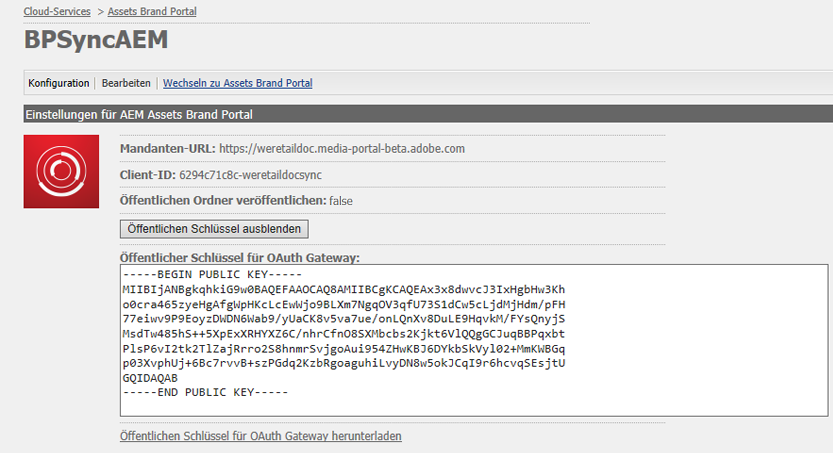 Cloud-Services > Assets Brand Portal
BPSyncAEM
Konfiguration | Bearbeiten | Wechseln zu Assets Brand Portal
Einstellungen für AEM Assets Brand Portal
Mandanten-URL: https://weretaildoc.media-portal-beta.adobe.com
Client-ID: 6294c71c8c-weretaildocsync
Öffentlichen Ordner veröffentlichen: false
Öffentlichen Schlüssel ausblenden
Öffentlicher Schlüssel für OAuth Gateway:
-----BEGIN PUBLIC KEY-----
MIIBIjANBgkqhkiG9w0BAQEFAAOCAQ8AMIIBCgKCAQEAx3x8dwvcJ3IxHgbHw3Kh
o0cra465zyeHgAfgWpHKcLcEwWjo9BLXm7NgqOV3qfU73S1dCw5cLjdMjHdm/pFH
77eiwv9P9EoyzDWDN6Wab9/yUaCK8v5va7ue/onLQnXv8DuLE9HqvkM/FYsQnyjS
MsdTw485hS++5XpExXRHYXZ6C/nhrCfnO8SXMbcbs2Kjkt6VlQQgGCJuqBBPqxbt
PlsP6vI2tk2TlZajRrro2S8hnmrSvjgoAui954ZHwKBJ6DYkbSkVyl02+MmKWBGq
p03XvphUj+6Bc7rvvB+szPGdq2KzbRgoaguhiLvyDN8w5okJCqI9r6hcvqSEsjtU
GQIDAQAB
-----END PUBLIC KEY-----
Öffentlichen Schlüssel für OAuth Gateway herunterladen